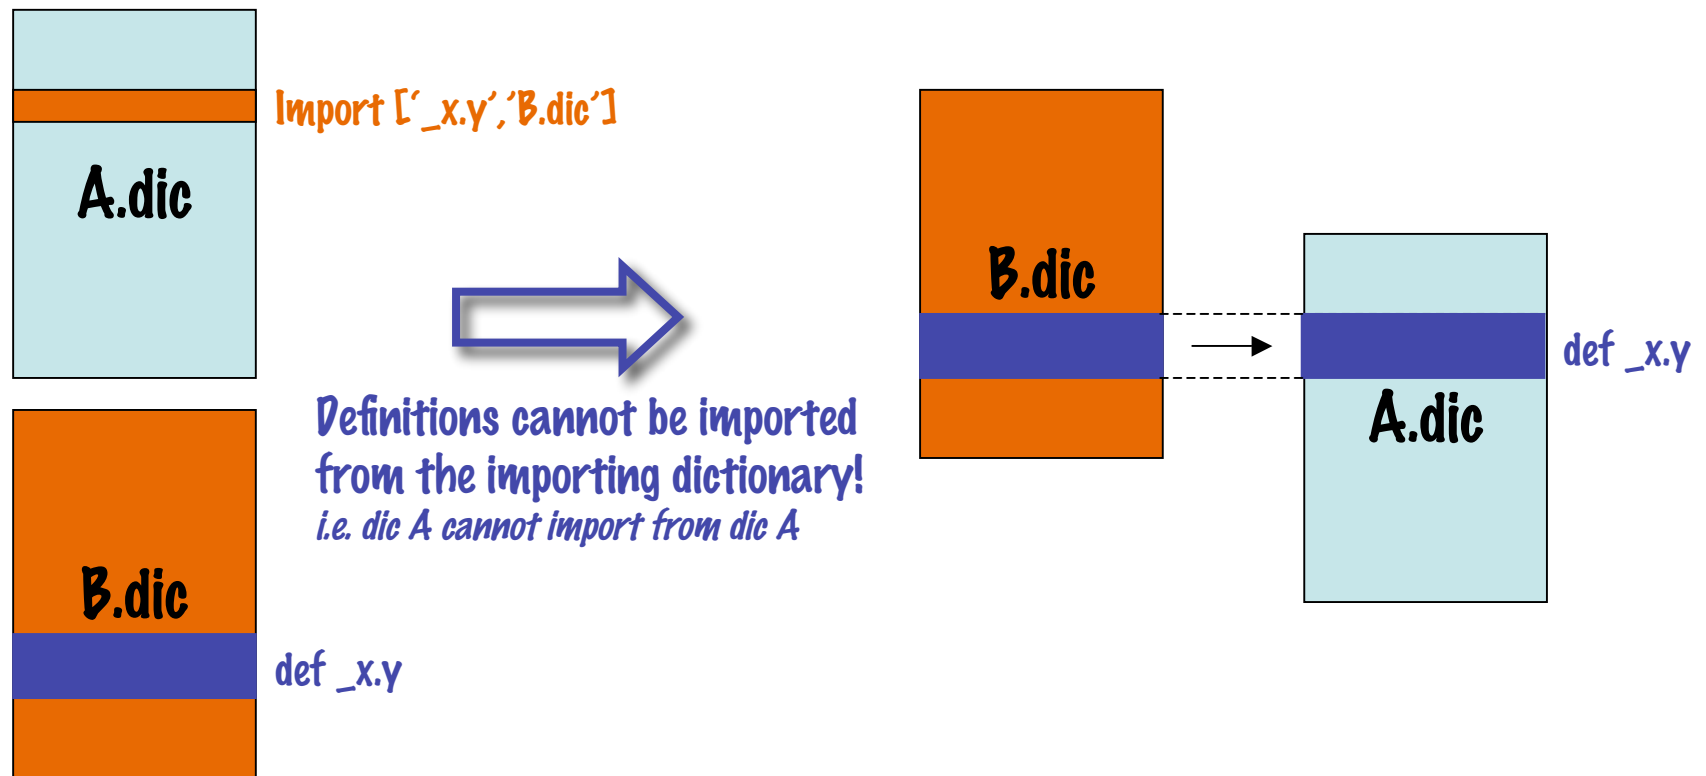 Import [‘_x.y’,’B.dic’]
A.dic
B.dic
def _x.y
Definitions cannot be imported
from the importing dictionary!
i.e. dic A cannot import from dic A
B.dic
def _x.y
A.dic